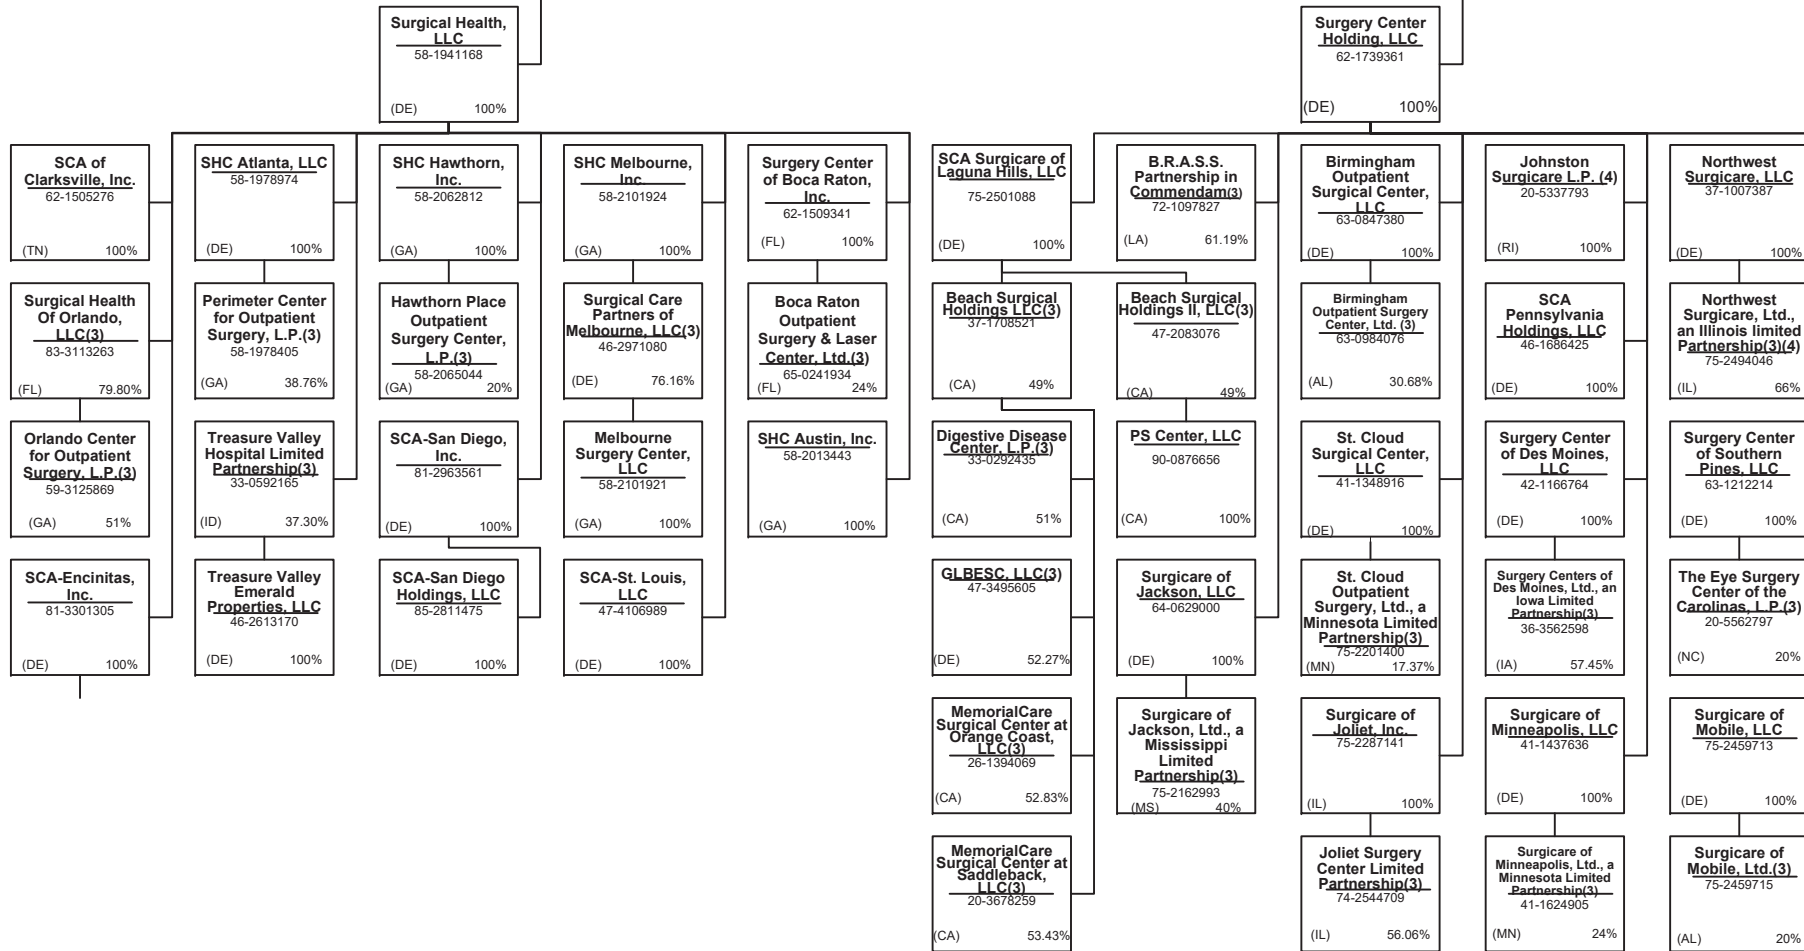 Surgical Health,
LLC
58-1941168
(DE) 100%
Surgery Center
Holding, LLC
62-1739361
(DE) 100%
SCA of
Clarksville, Inc.
62-1505276
(TN) 100%
SHC Atlanta, LLC
58-1978974
(DE) 100%
SHC Hawthorn,
Inc.
58-2062812
(GA) 100%
SHC Melbourne,
Inc.
58-2101924
(GA) 100%
Surgery Center
of Boca Raton,
Inc.
62-1509341
(FL) 100%
SCA Surgicare of
Laguna Hills, LLC
75-2501088
(DE) 100%
B.R.A.S.S.
Partnership in
Commendam(3)
72-1097827
(LA) 61.19%
Birmingham
Outpatient
Surgical Center,
LLC
63-0847380
(DE) 100%
Johnston
Surgicare L.P. (4)
20-5337793
(RI) 100%
Northwest
Surgicare, LLC
37-1007387
(DE) 100%
Surgical Health
Of Orlando,
LLC(3)
83-3113263
(FL) 79.80%
Perimeter Center
for Outpatient
Surgery, L.P.(3)
58-1978405
(GA) 38.76%
Hawthorn Place
Outpatient
Surgery Center,
L.P.(3)
58-2065044
(GA) 20%
Surgical Care
Partners of
Melbourne, LLC(3)
46-2971080
(DE) 76.16%
Boca Raton
Outpatient
Surgery & Laser
Center, Ltd.(3)
65-0241934
(FL) 24%
Beach Surgical
Holdings LLC(3)
37-1708521
(CA) 49%
Beach Surgical
Holdings II, LLC(3)
47-2083076
(CA) 49%
Birmingham
Outpatient Surgery
Center, Ltd. (3)
63-0984076
(AL) 30.68%
SCA
Pennsylvania
Holdings, LLC
46-1686425
(DE) 100%
Northwest
Surgicare, Ltd.,
an Illinois limited
Partnership(3)(4)
75-2494046
(IL) 66%
Orlando Center
for Outpatient
Surgery, L.P.(3)
59-3125869
(GA) 51%
Treasure Valley
Hospital Limited
Partnership(3)
33-0592165
(ID) 37.30%
SCA-San Diego,
Inc.
81-2963561
(DE) 100%
Melbourne
Surgery Center,
LLC
58-2101921
(GA) 100%
SHC Austin, Inc.
58-2013443
(GA) 100%
Digestive Disease
Center, L.P.(3)
33-0292435
(CA) 51%
PS Center, LLC
90-0876656
(CA) 100%
St. Cloud
Surgical Center,
LLC
41-1348916
(DE) 100%
Surgery Center
of Des Moines,
LLC
42-1166764
(DE) 100%
Surgery Center
of Southern
Pines, LLC
63-1212214
(DE) 100%
SCA-Encinitas,
Inc.
81-3301305
(DE) 100%
Treasure Valley
Emerald
Properties, LLC
46-2613170
(DE) 100%
SCA-San Diego
Holdings, LLC
85-2811475
(DE) 100%
SCA-St. Louis,
LLC
47-4106989
(DE) 100%
GLBESC, LLC(3)
47-3495605
(DE) 52.27%
Surgicare of
Jackson, LLC
64-0629000
(DE) 100%
St. Cloud
Outpatient
Surgery, Ltd., a
Minnesota Limited
Partnership(3)
75-2201400
(MN) 17.37%
Surgery Centers of
Des Moines, Ltd., an
Iowa Limited
Partnership(3)
36-3562598
(IA) 57.45%
The Eye Surgery
Center of the
Carolinas, L.P.(3)
20-5562797
(NC) 20%
MemorialCare
Surgical Center at
Orange Coast,
LLC(3)
26-1394069
(CA) 52.83%
Surgicare of
Jackson, Ltd., a
Mississippi
Limited
Partnership(3)
75-2162993
(MS) 40%
Surgicare of
Joliet, Inc.
75-2287141
(IL) 100%
Surgicare of
Minneapolis, LLC
41-1437636
(DE) 100%
Surgicare of
Mobile, LLC
75-2459713
(DE) 100%
MemorialCare
Surgical Center at
Saddleback,
LLC(3)
20-3678259
(CA) 53.43%
Joliet Surgery
Center Limited
Partnership(3)
74-2544709
(IL) 56.06%
Surgicare of
Minneapolis, Ltd., a
Minnesota Limited
Partnership(3)
41-1624905
(MN) 24%
Surgicare of
Mobile, Ltd.(3)
75-2459715
(AL) 20%